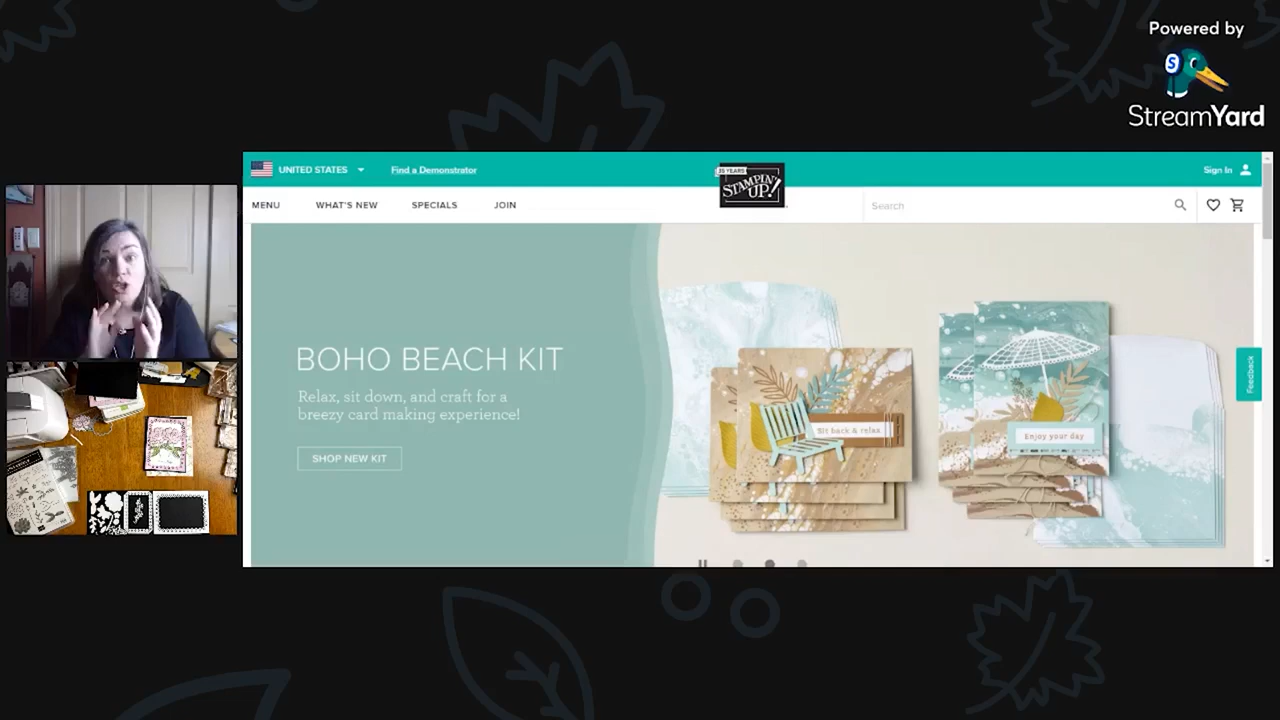 Powered by
S
StreamYard
UNITED STATES
Find a Demonstrator
35 YEARS
STAMPIN' UP!
Sign In
MENU
WHAT'S NEW
SPECIALS
JOIN
Search
BOHO BEACH KIT
Relax, sit down, and craft for a
breezy card making experience!
SHOP NEW KIT
Sit back & relax
Enjoy your day
Feedback